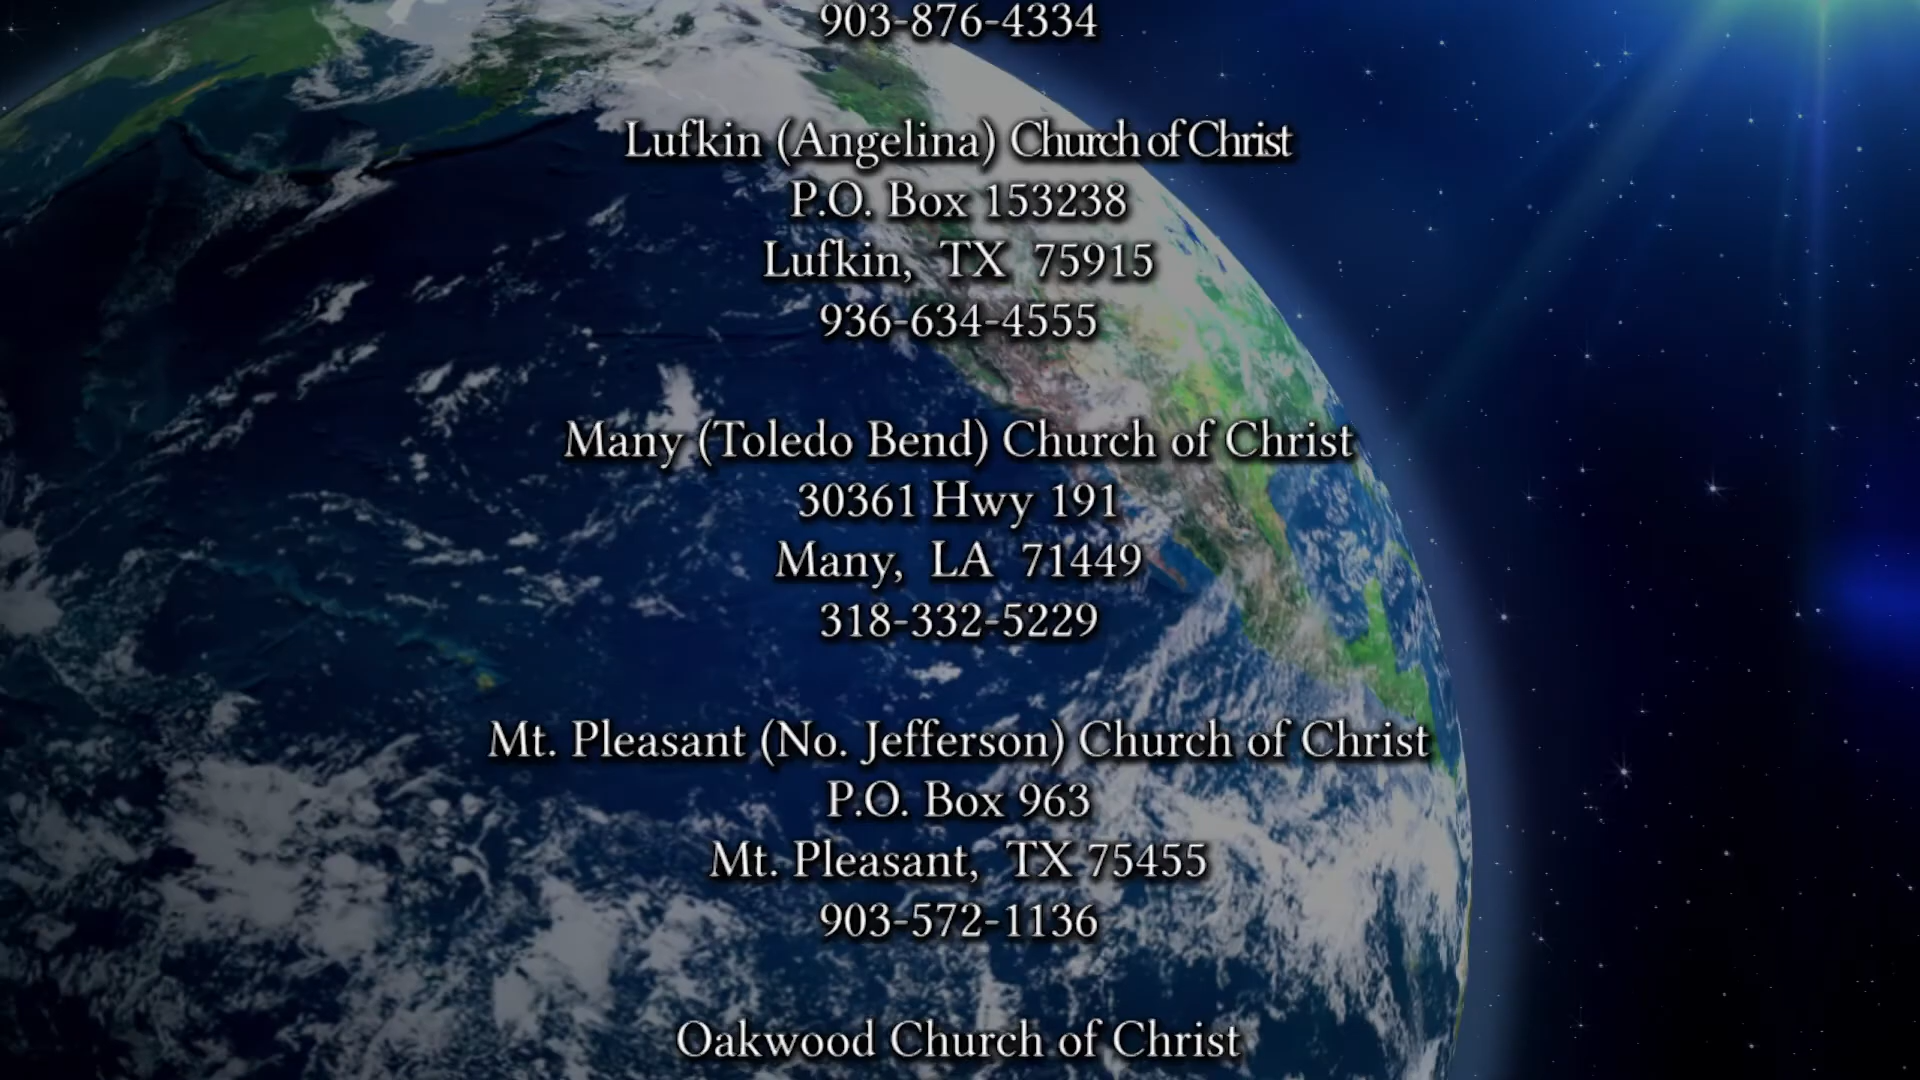 903-876-4334
Lufkin (Angelina) Church of Christ
P.O. Box 153238
Lufkin, TX 75915
936-634-4555
Many (Toledo Bend) Church of Christ
30361 Hwy 191
Many, LA 71449
318-332-5229
Mt. Pleasant (No. Jefferson) Church of Christ
P.O. Box 963
Mt. Pleasant, TX 75455
903-572-1136
Oakwood Church of Christ